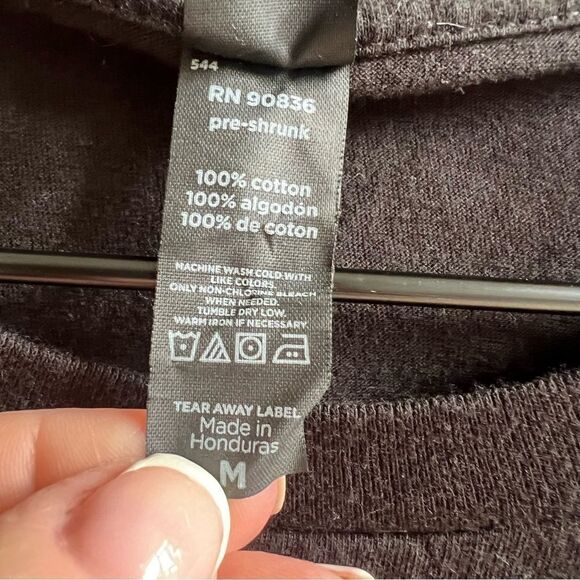 544
RN 90836
pre-shrunk
100% cotton
100% algodón
100% de coton
MACHINE WASH COLD WITH
LIKE COLORS.
ONLY NON-CHLORINE BLEACH
WHEN NEEDED.
TUMBLE DRY LOW.
WARM IRON IF NECESSARY.
TEAR AWAY LABEL
Made in
Honduras
M